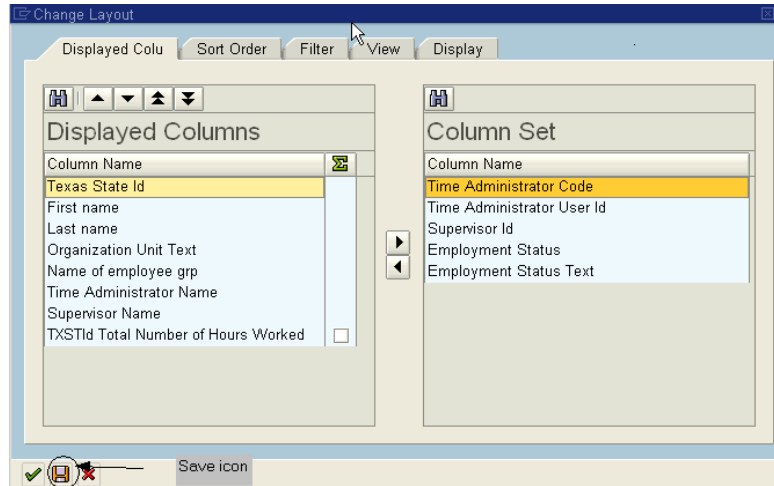 Change Layout
Displayed Colu
Sort Order
Filter
View
Display
Displayed Columns
Column Name
Texas State Id
First name
Last name
Organization Unit Text
Name of employee grp
Time Administrator Name
Supervisor Name
TXSTId Total Number of Hours Worked
Column Set
Column Name
Time Administrator Code
Time Administrator User Id
Supervisor Id
Employment Status
Employment Status Text
Save icon